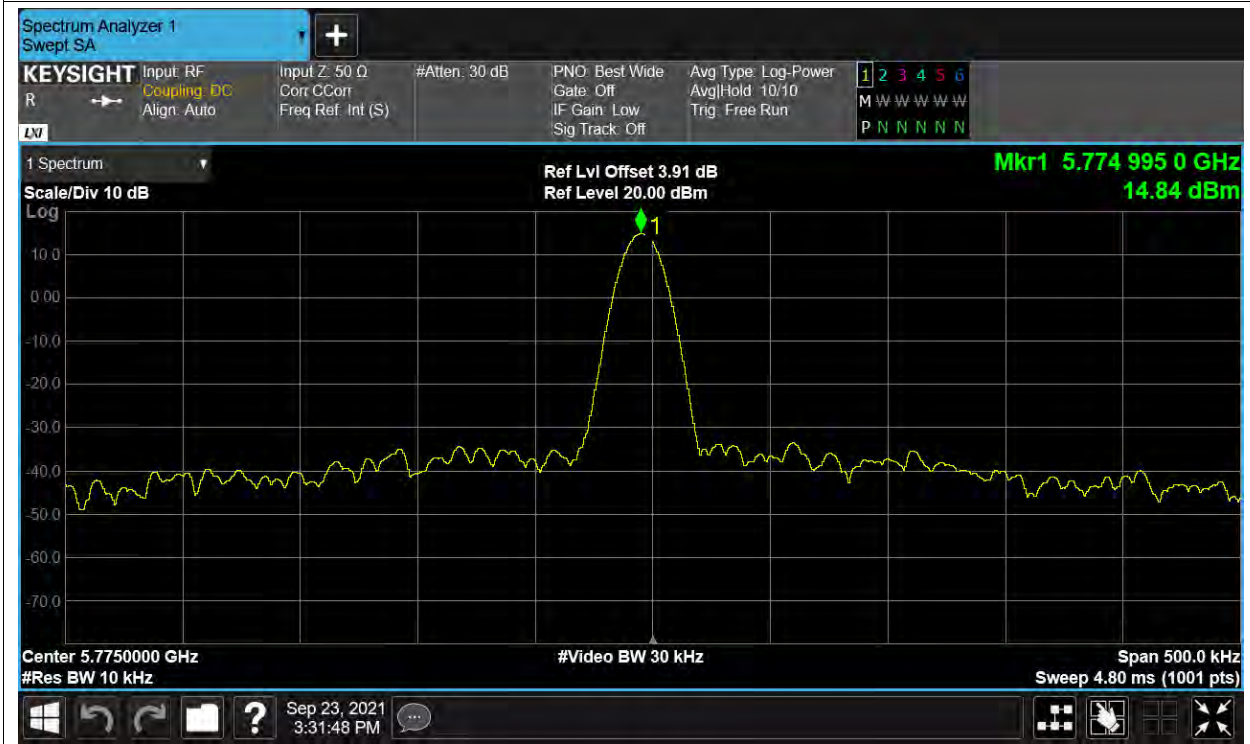 Spectrum Analyzer 1
Swept SA
+
KEYSIGHT Input: RF Input Z: 50 Ω #Atten: 30 dB PNO: Best Wide Avg Type: Log-Power 1 2 3 4 5 6
R Coupling: DC Corr CCorr Gate: Off Avg|Hold: 10/10 M W W W W W
Align: Auto Freq Ref: Int (S) IF Gain: Low Trig: Free Run
LXI Sig Track: Off P N N N N N
1 Spectrum Ref Lvl Offset 3.91 dB Mkr1 5.774 995 0 GHz
Scale/Div 10 dB Ref Level 20.00 dBm 14.84 dBm
Log
1
10.0
0.00
-10.0
-20.0
-30.0
-40.0
-50.0
-60.0
-70.0
Center 5.7750000 GHz #Video BW 30 kHz Span 500.0 kHz
#Res BW 10 kHz Sweep 4.80 ms (1001 pts)
? Sep 23, 2021
3:31:48 PM